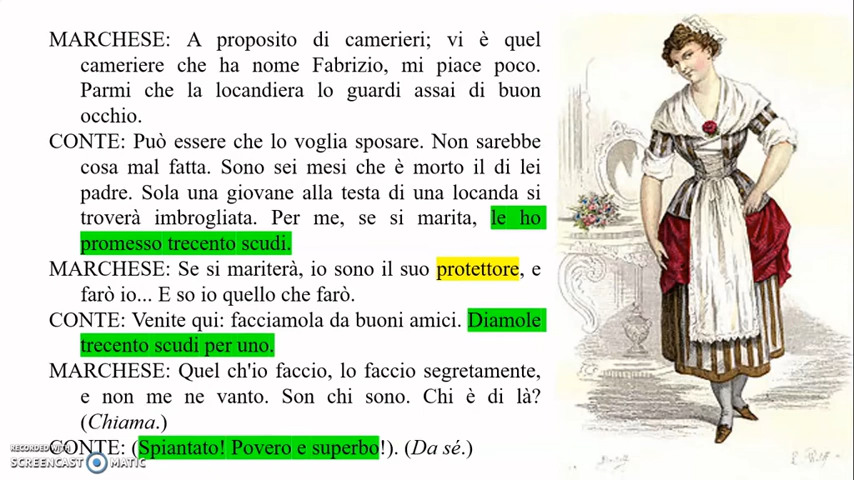 MARCHESE: A proposito di camerieri; vi è quel
cameriere che ha nome Fabrizio, mi piace poco.
Parmi che la locandiera lo guardi assai di buon
occhio.
CONTE: Può essere che lo voglia sposare. Non sarebbe
cosa mal fatta. Sono sei mesi che è morto il di lei
padre. Sola una giovane alla testa di una locanda si
troverà imbrogliata. Per me, se si marita, le ho
promesso trecento scudi.
MARCHESE: Se si mariterà, io sono il suo protettore, e
farò io... E so io quello che farò.
CONTE: Venite qui: facciamola da buoni amici. Diamole
trecento scudi per uno.
MARCHESE: Quel ch'io faccio, lo faccio segretamente,
e non me ne vanto. Son chi sono. Chi è di là?
(Chiama.)
CONTE: (Spiantato! Povero e superbo!). (Da sé.)
RECORDED WITH
SCREENCAST MATIC